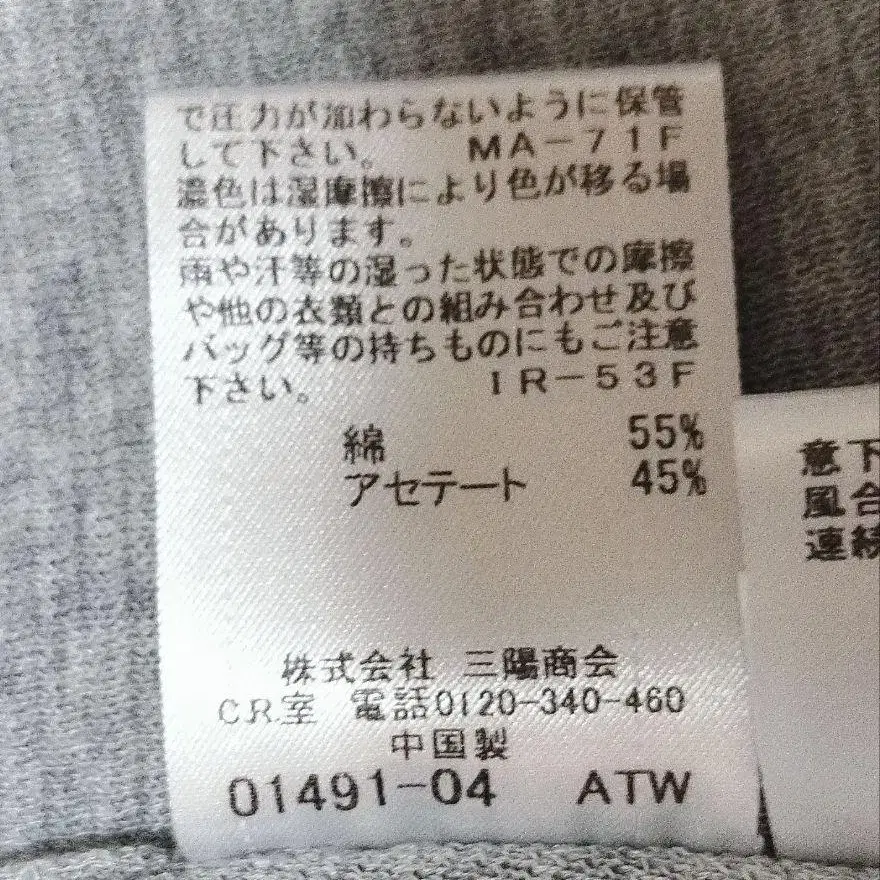 で圧力が加わらないように保管
して下さい。 MA－71F
濃色は湿摩擦により色が移る場
合があります。
雨や汗等の湿った状態での摩擦
や他の衣類との組み合わせ及び
バッグ等の持ちものにもご注意
下さい。 IR－53F
綿 55%
アセテート 45%
株式会社 三陽商会
C.R.室 電話0120-340-460
中国製
01491-04 ATW
意下
風合
連続